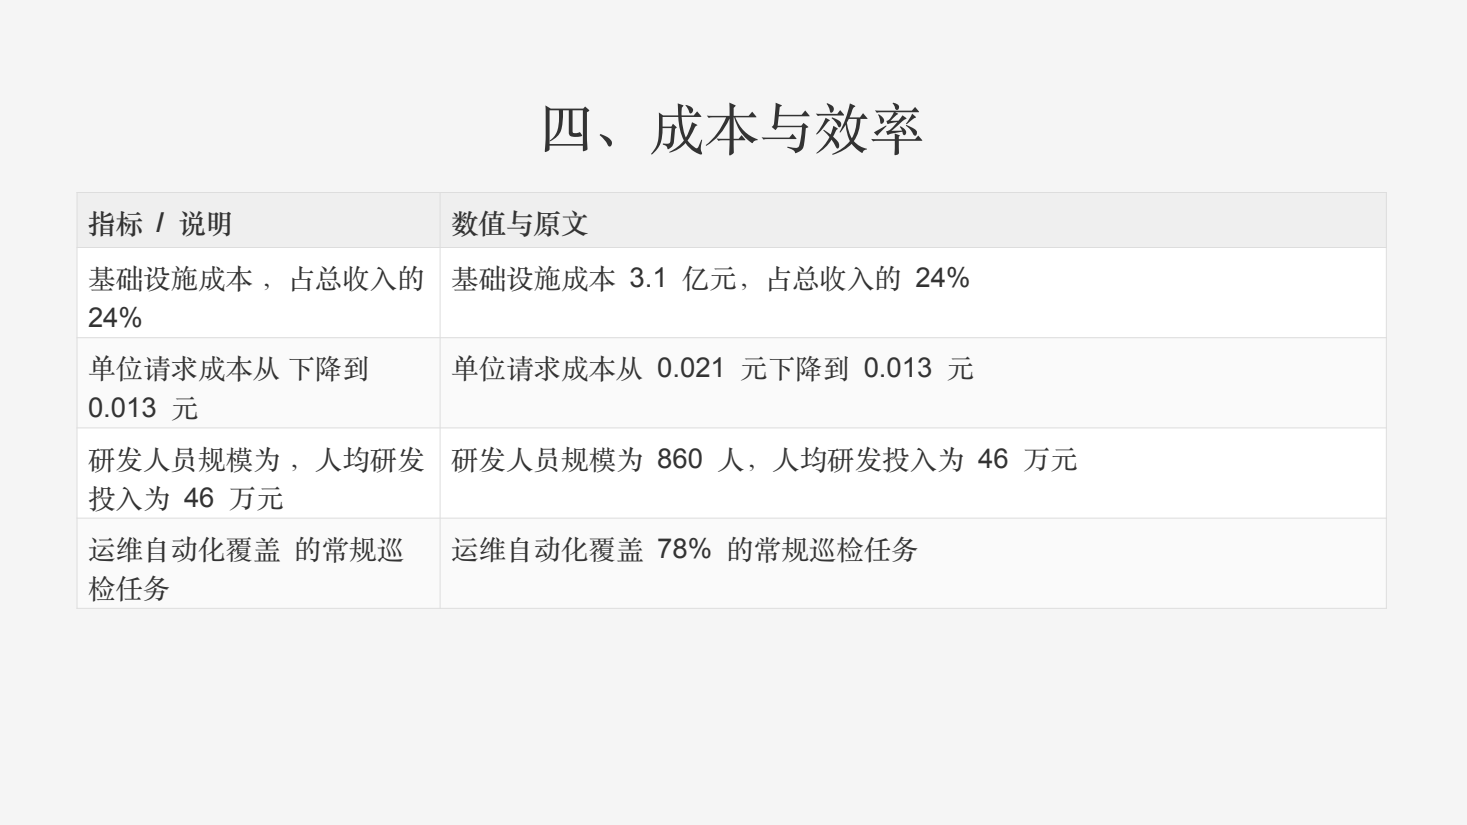 四、成本与效率
指标 / 说明
数值与原文
基础设施成本 ，占总收入的
24%
基础设施成本 3.1 亿元，占总收入的 24%
单位请求成本从 下降到
0.013 元
单位请求成本从 0.021 元下降到 0.013 元
研发人员规模为 ，人均研发
投入为 46 万元
研发人员规模为 860 人，人均研发投入为 46 万元
运维自动化覆盖 的常规巡
检任务
运维自动化覆盖 78% 的常规巡检任务